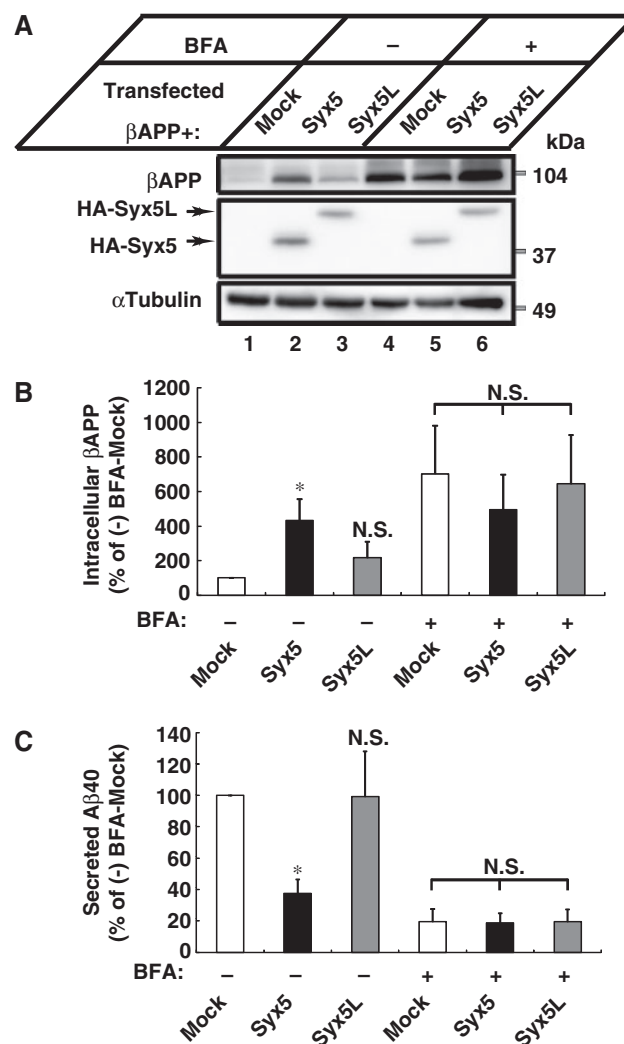 A
BFA – +
Transfected
βAPP+: Mock Syx5 Syx5L Mock Syx5 Syx5L
kDa
βAPP 104
HA-Syx5L
HA-Syx5 37
αTubulin 49
1 2 3 4 5 6
B
Intracellular βAPP
(% of (-) BFA-Mock)
1200
1000
800
600
400
200
0
*
N.S.
N.S.
BFA: – – – + + +
Mock Syx5 Syx5L Mock Syx5 Syx5L
C
Secreted Aβ40
(% of (-) BFA-Mock)
140
120
100
80
60
40
20
0
*
N.S.
N.S.
BFA: – – – + + +
Mock Syx5 Syx5L Mock Syx5 Syx5L